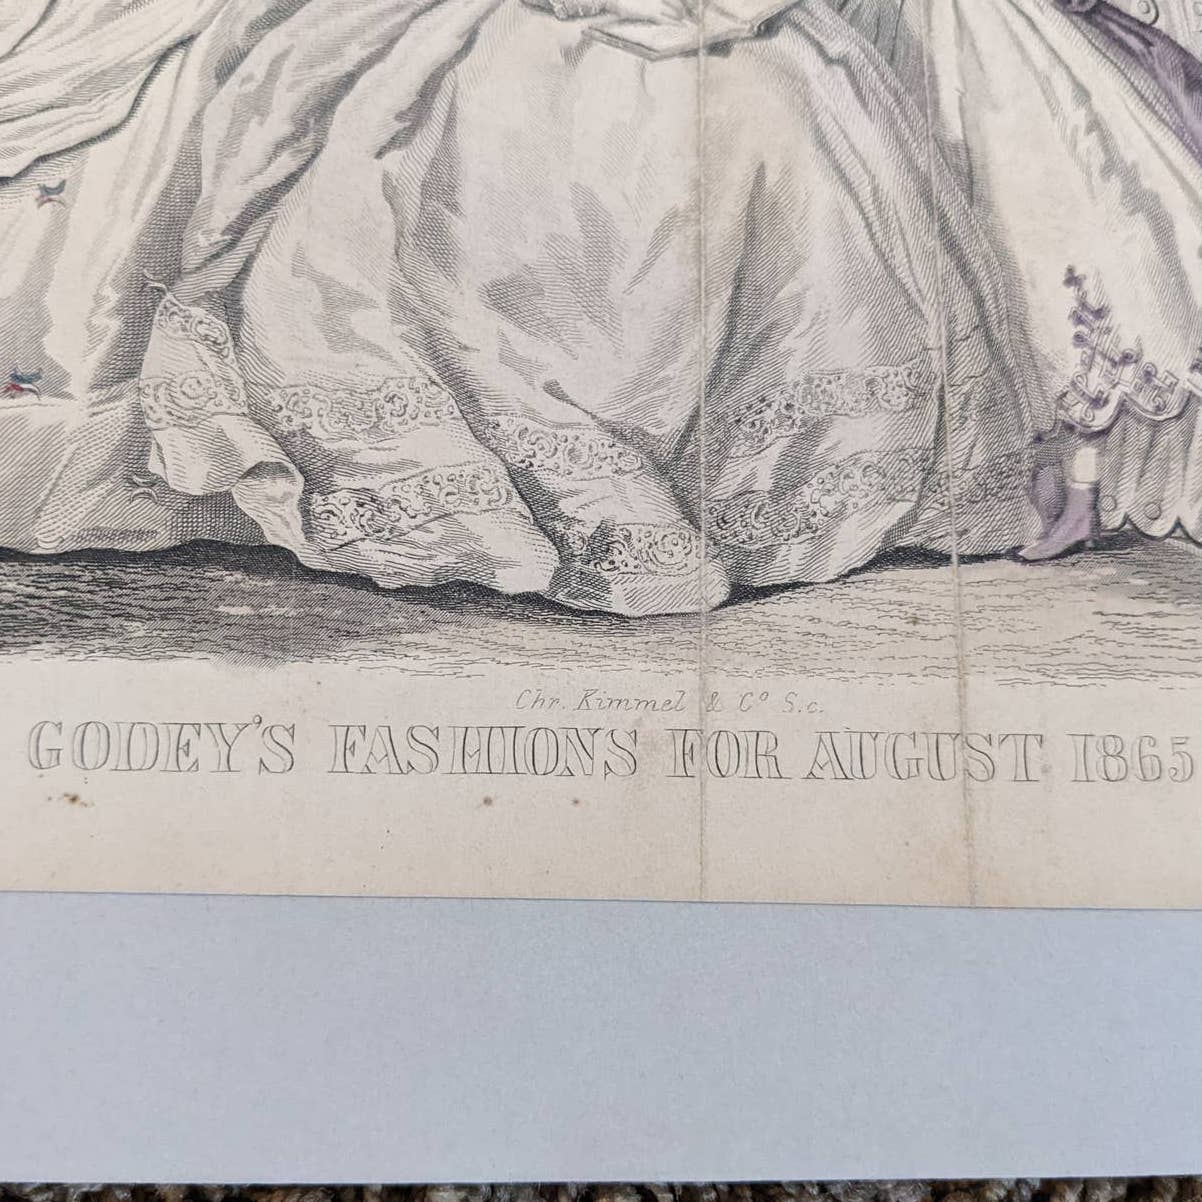 Chr. Kimmel & Co S.c.
GODEY'S FASHIONS FOR AUGUST 1865